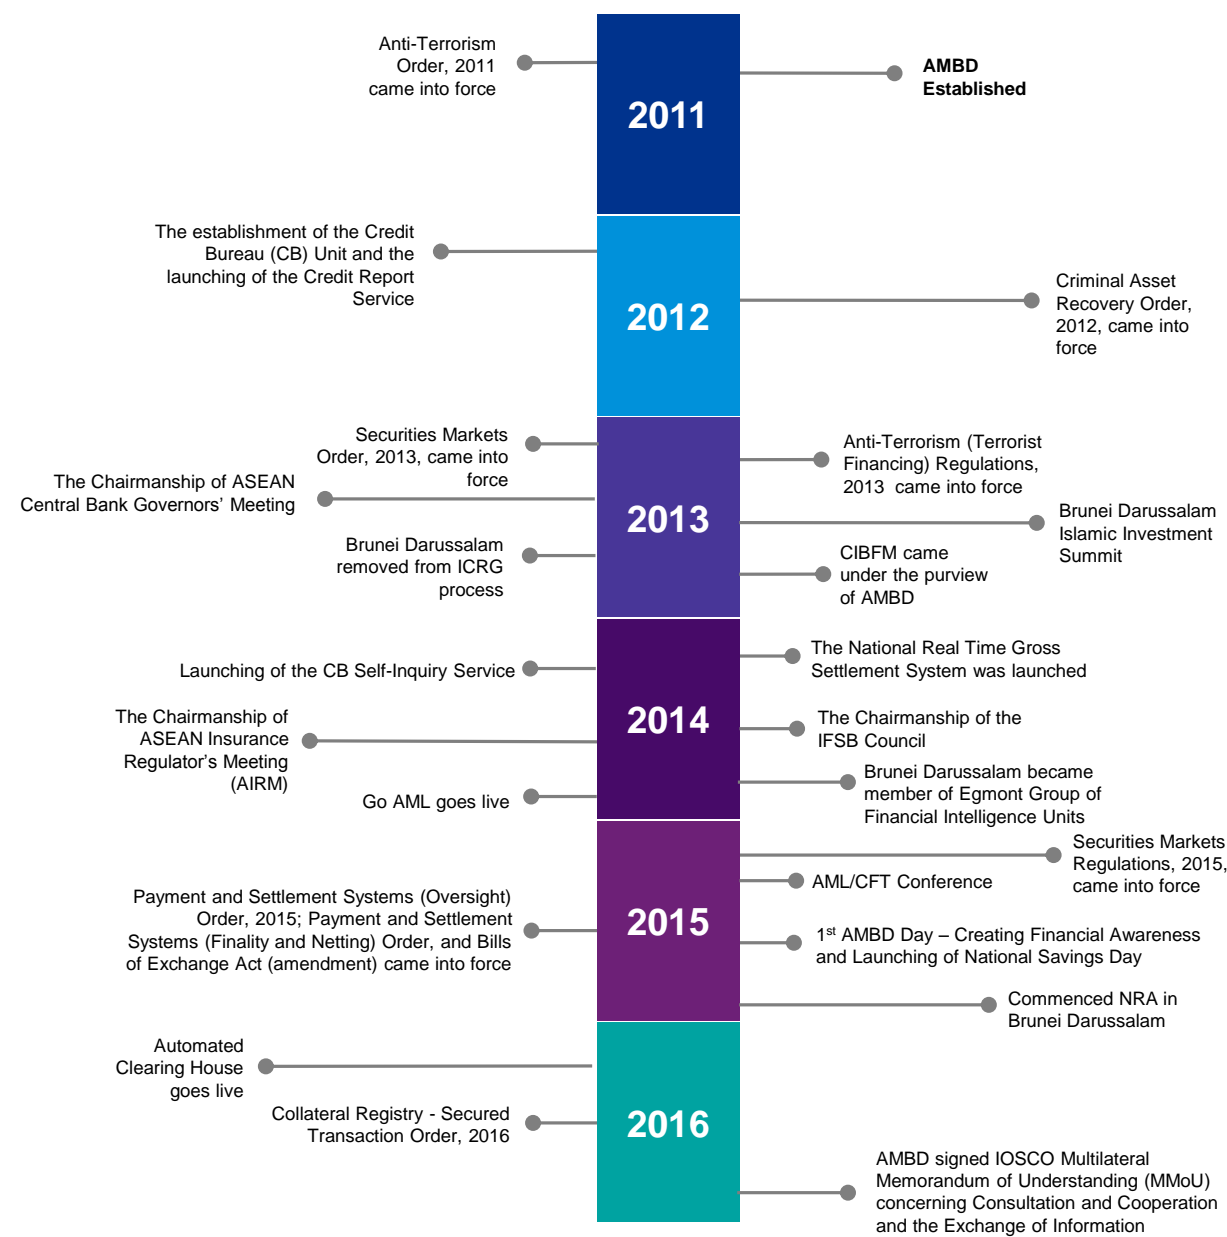 Anti-Terrorism
Order, 2011
came into force
AMBD
Established
2011
The establishment of the Credit
Bureau (CB) Unit and the
launching of the Credit Report
Service
Criminal Asset
Recovery Order,
2012, came into
force
2012
Securities Markets
Order, 2013, came into
force
The Chairmanship of ASEAN
Central Bank Governors’ Meeting
Brunei Darussalam
removed from ICRG
process
2013
Anti-Terrorism (Terrorist
Financing) Regulations,
2013 came into force
Brunei Darussalam
Islamic Investment
Summit
CIBFM came
under the purview
of AMBD
Launching of the CB Self-Inquiry Service
The Chairmanship of
ASEAN Insurance
Regulator’s Meeting
(AIRM)
Go AML goes live
2014
The National Real Time Gross
Settlement System was launched
The Chairmanship of the
IFSB Council
Brunei Darussalam became
member of Egmont Group of
Financial Intelligence Units
Payment and Settlement Systems (Oversight)
Order, 2015; Payment and Settlement
Systems (Finality and Netting) Order, and Bills
of Exchange Act (amendment) came into force
2015
Securities Markets
Regulations, 2015,
came into force
AML/CFT Conference
1st AMBD Day – Creating Financial Awareness
and Launching of National Savings Day
Commenced NRA in
Brunei Darussalam
Automated
Clearing House
goes live
Collateral Registry - Secured
Transaction Order, 2016
2016
AMBD signed IOSCO Multilateral
Memorandum of Understanding (MMoU)
concerning Consultation and Cooperation
and the Exchange of Information